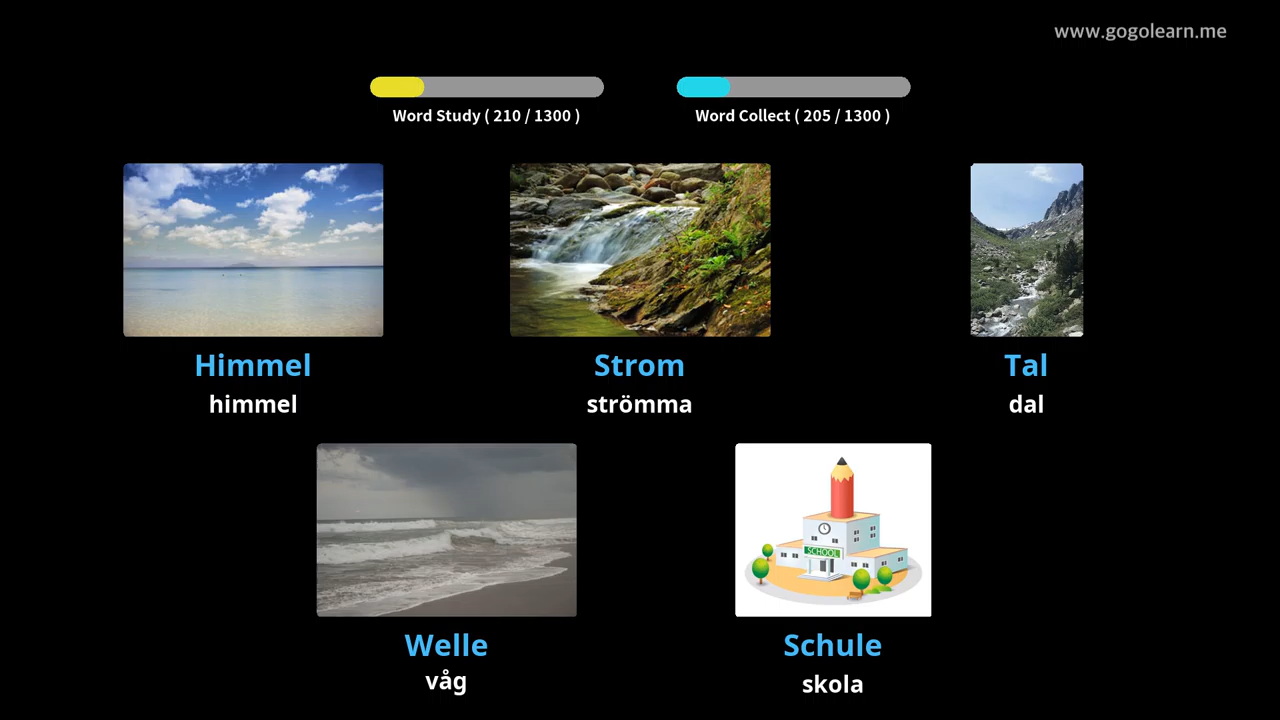 www.gogolearn.me
Word Study ( 210 / 1300 )
Word Collect ( 205 / 1300 )
Himmel
himmel
Strom
strömma
Tal
dal
SCHOOL
Welle
våg
Schule
skola